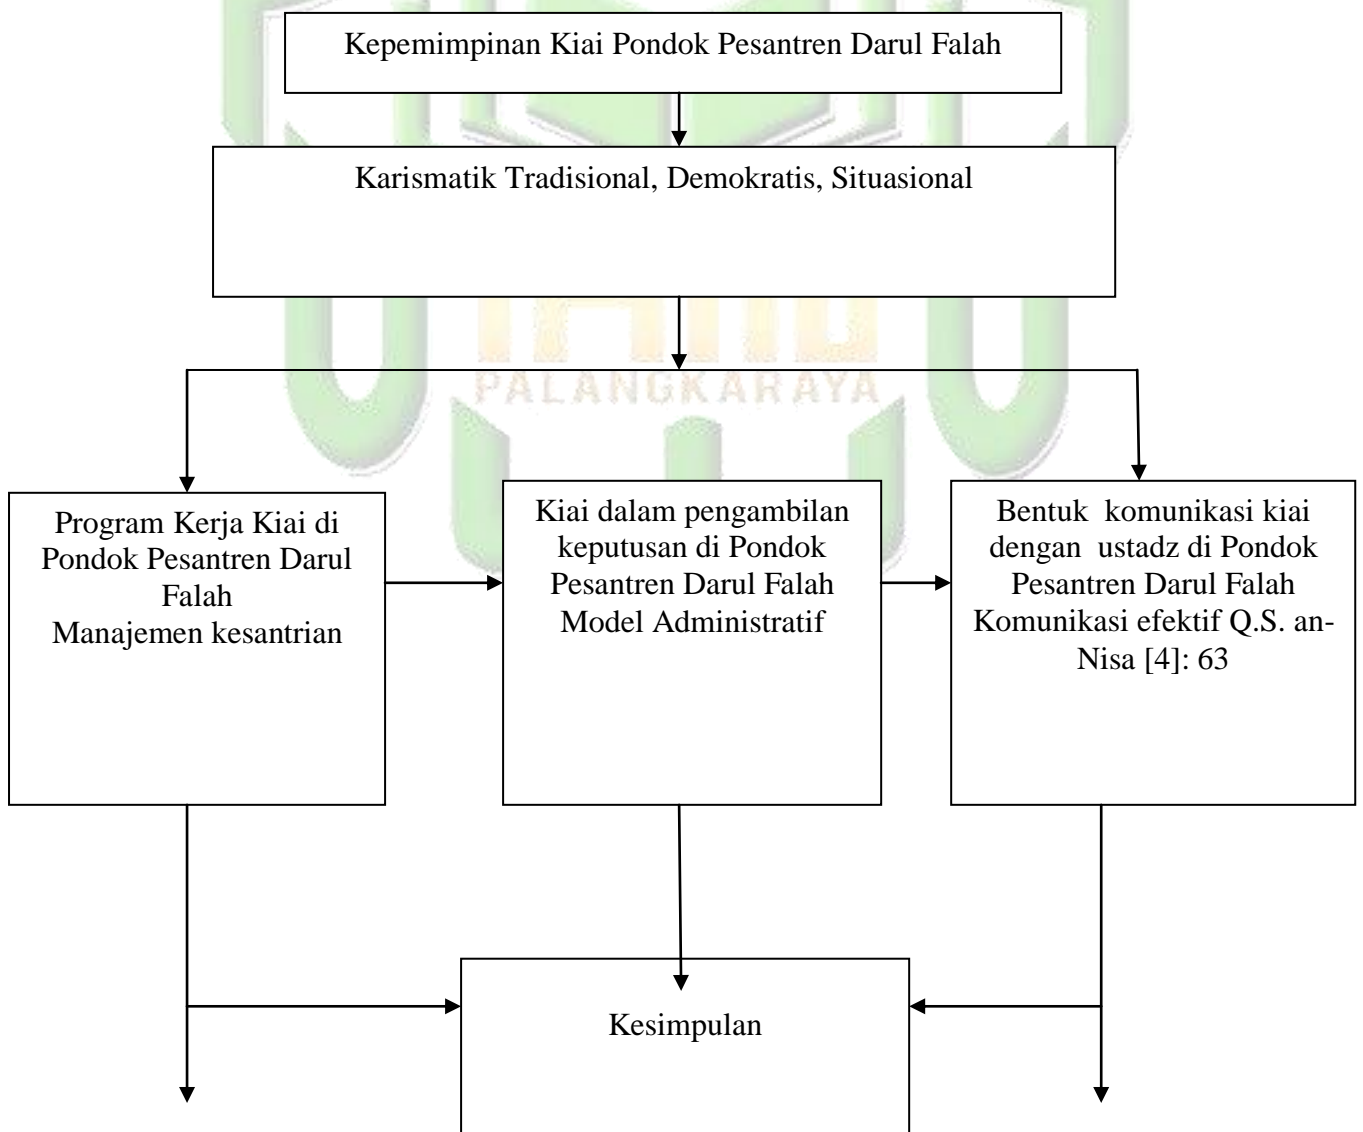 Kepemimpinan Kiai Pondok Pesantren Darul Falah
Karismatik Tradisional, Demokratis, Situasional
PALANGKARAYA
Program Kerja Kiai di
Pondok Pesantren Darul
Falah
Manajemen kesantrian
Kiai dalam pengambilan
keputusan di Pondok
Pesantren Darul Falah
Model Administratif
Bentuk komunikasi kiai
dengan ustadz di Pondok
Pesantren Darul Falah
Komunikasi efektif Q.S. an-
Nisa [4]: 63
Kesimpulan